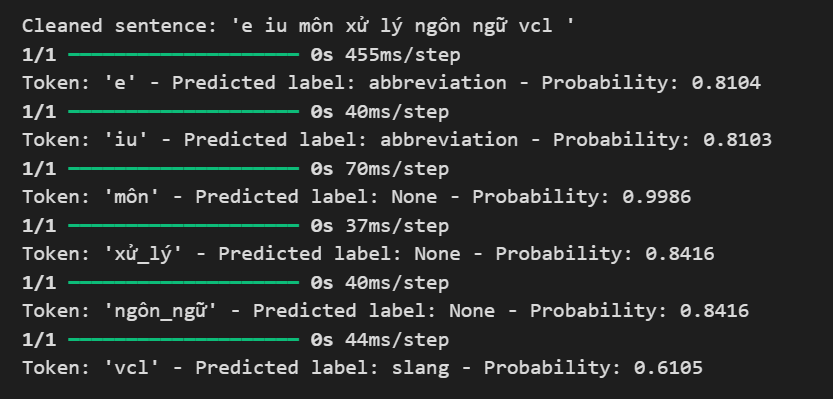 Cleaned sentence: 'e iu môn xử lý ngôn ngữ vcl '
1/1 ━━━━━━━━━━━━━━━━━━━━ 0s 455ms/step
Token: 'e' - Predicted label: abbreviation - Probability: 0.8104
1/1 ━━━━━━━━━━━━━━━━━━━━ 0s 40ms/step
Token: 'iu' - Predicted label: abbreviation - Probability: 0.8103
1/1 ━━━━━━━━━━━━━━━━━━━━ 0s 70ms/step
Token: 'môn' - Predicted label: None - Probability: 0.9986
1/1 ━━━━━━━━━━━━━━━━━━━━ 0s 37ms/step
Token: 'xử_lý' - Predicted label: None - Probability: 0.8416
1/1 ━━━━━━━━━━━━━━━━━━━━ 0s 40ms/step
Token: 'ngôn_ngữ' - Predicted label: None - Probability: 0.8416
1/1 ━━━━━━━━━━━━━━━━━━━━ 0s 44ms/step
Token: 'vcl' - Predicted label: slang - Probability: 0.6105